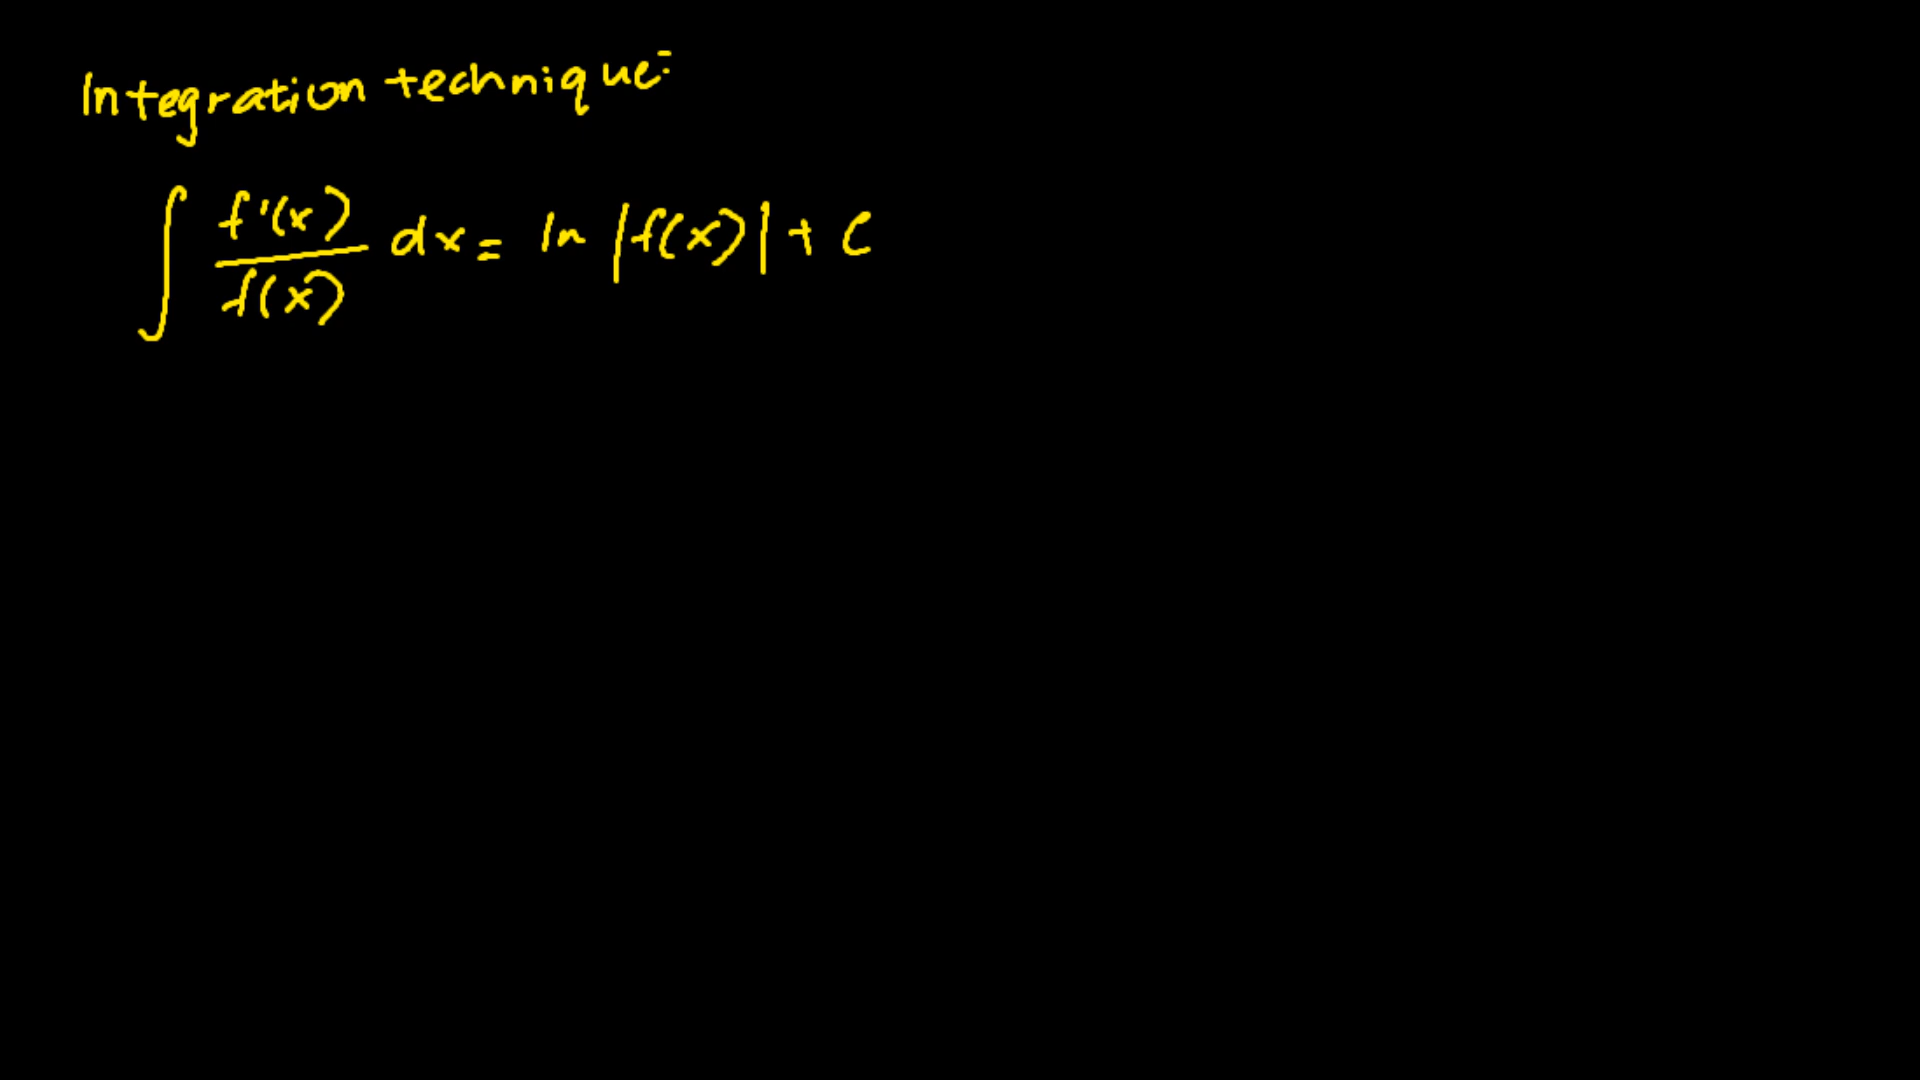 Integration technique:
∫ f'(x)/f(x) dx = ln |f(x)| + c